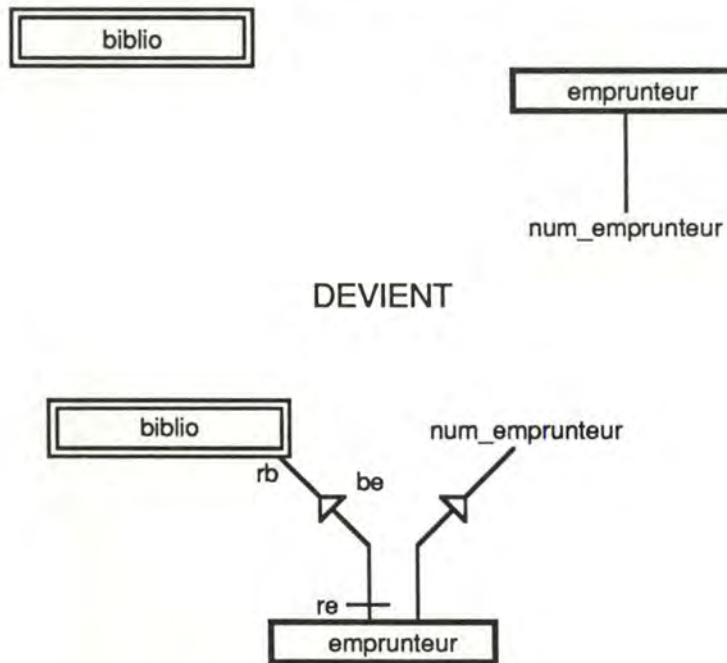 biblio
emprunteur
num_emprunteur
DEVIENT
biblio
num_emprunteur
rb
be
re
emprunteur